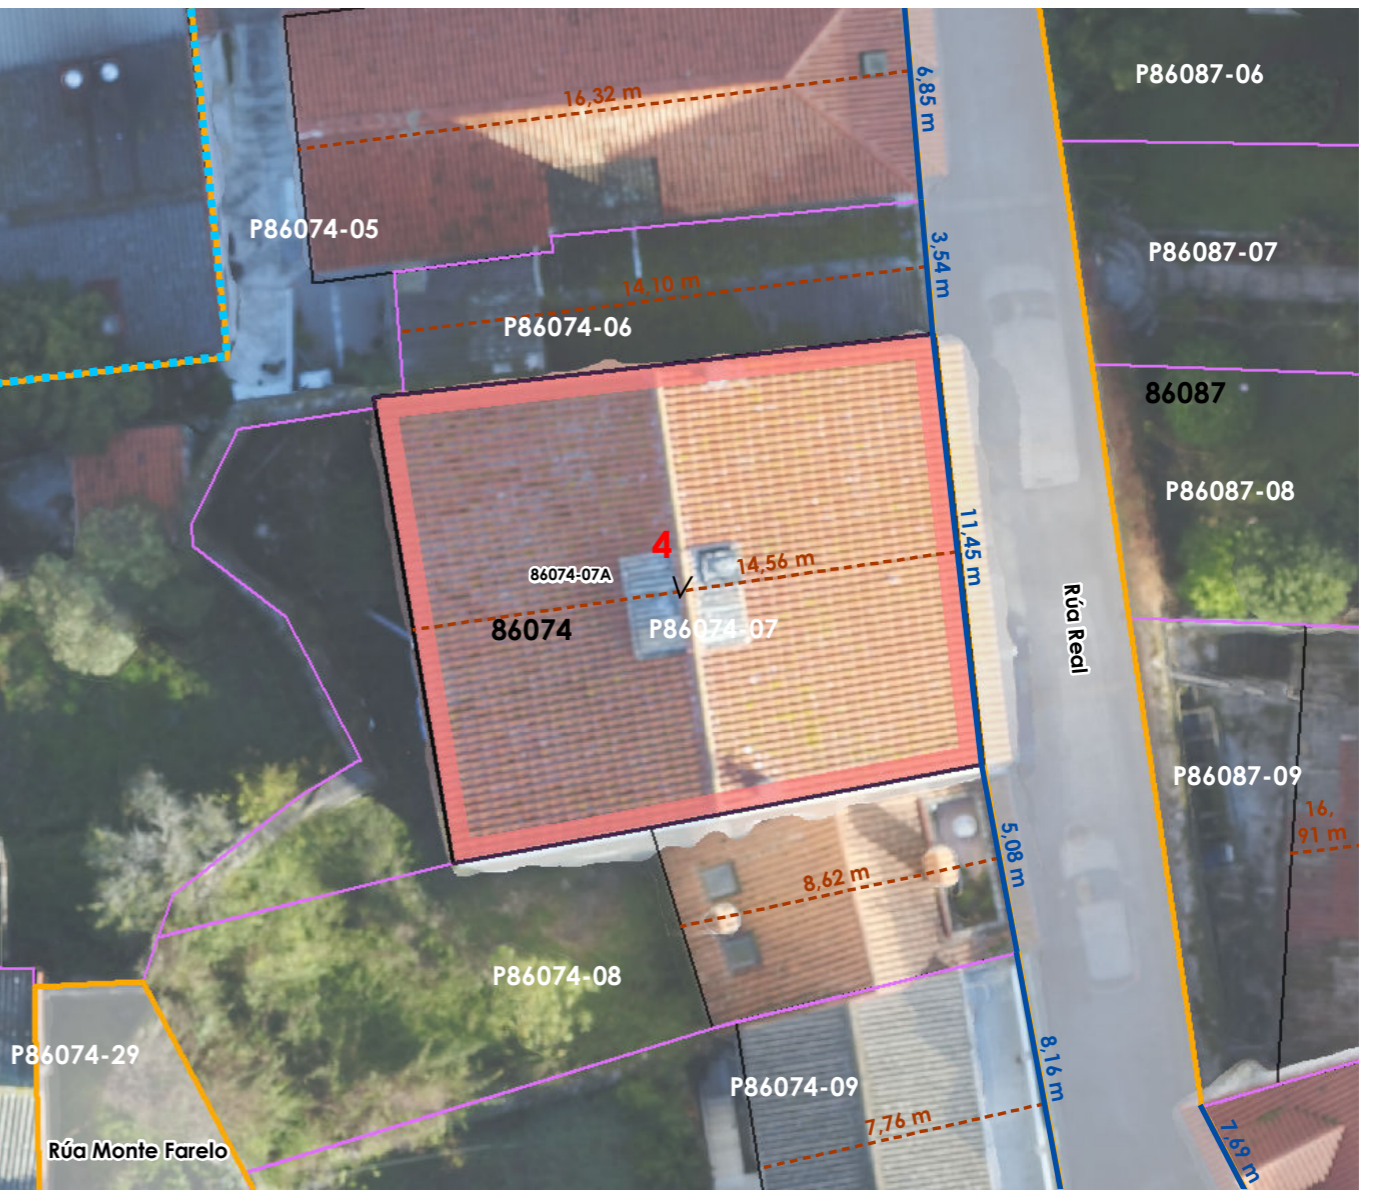 P86087-06
6,85 m
16,32 m
P86074-05
P86087-07
3,54 m
14,10 m
P86074-06
86087
P86087-08
4
11,45 m
14,56 m
86074-07A
V
86074
P86074-07
Rúa Real
P86087-09
16,
91 m
5,08 m
8,62 m
P86074-08
P86074-29
8,16 m
P86074-09
7,76 m
Rúa Monte Farelo
7,69 m